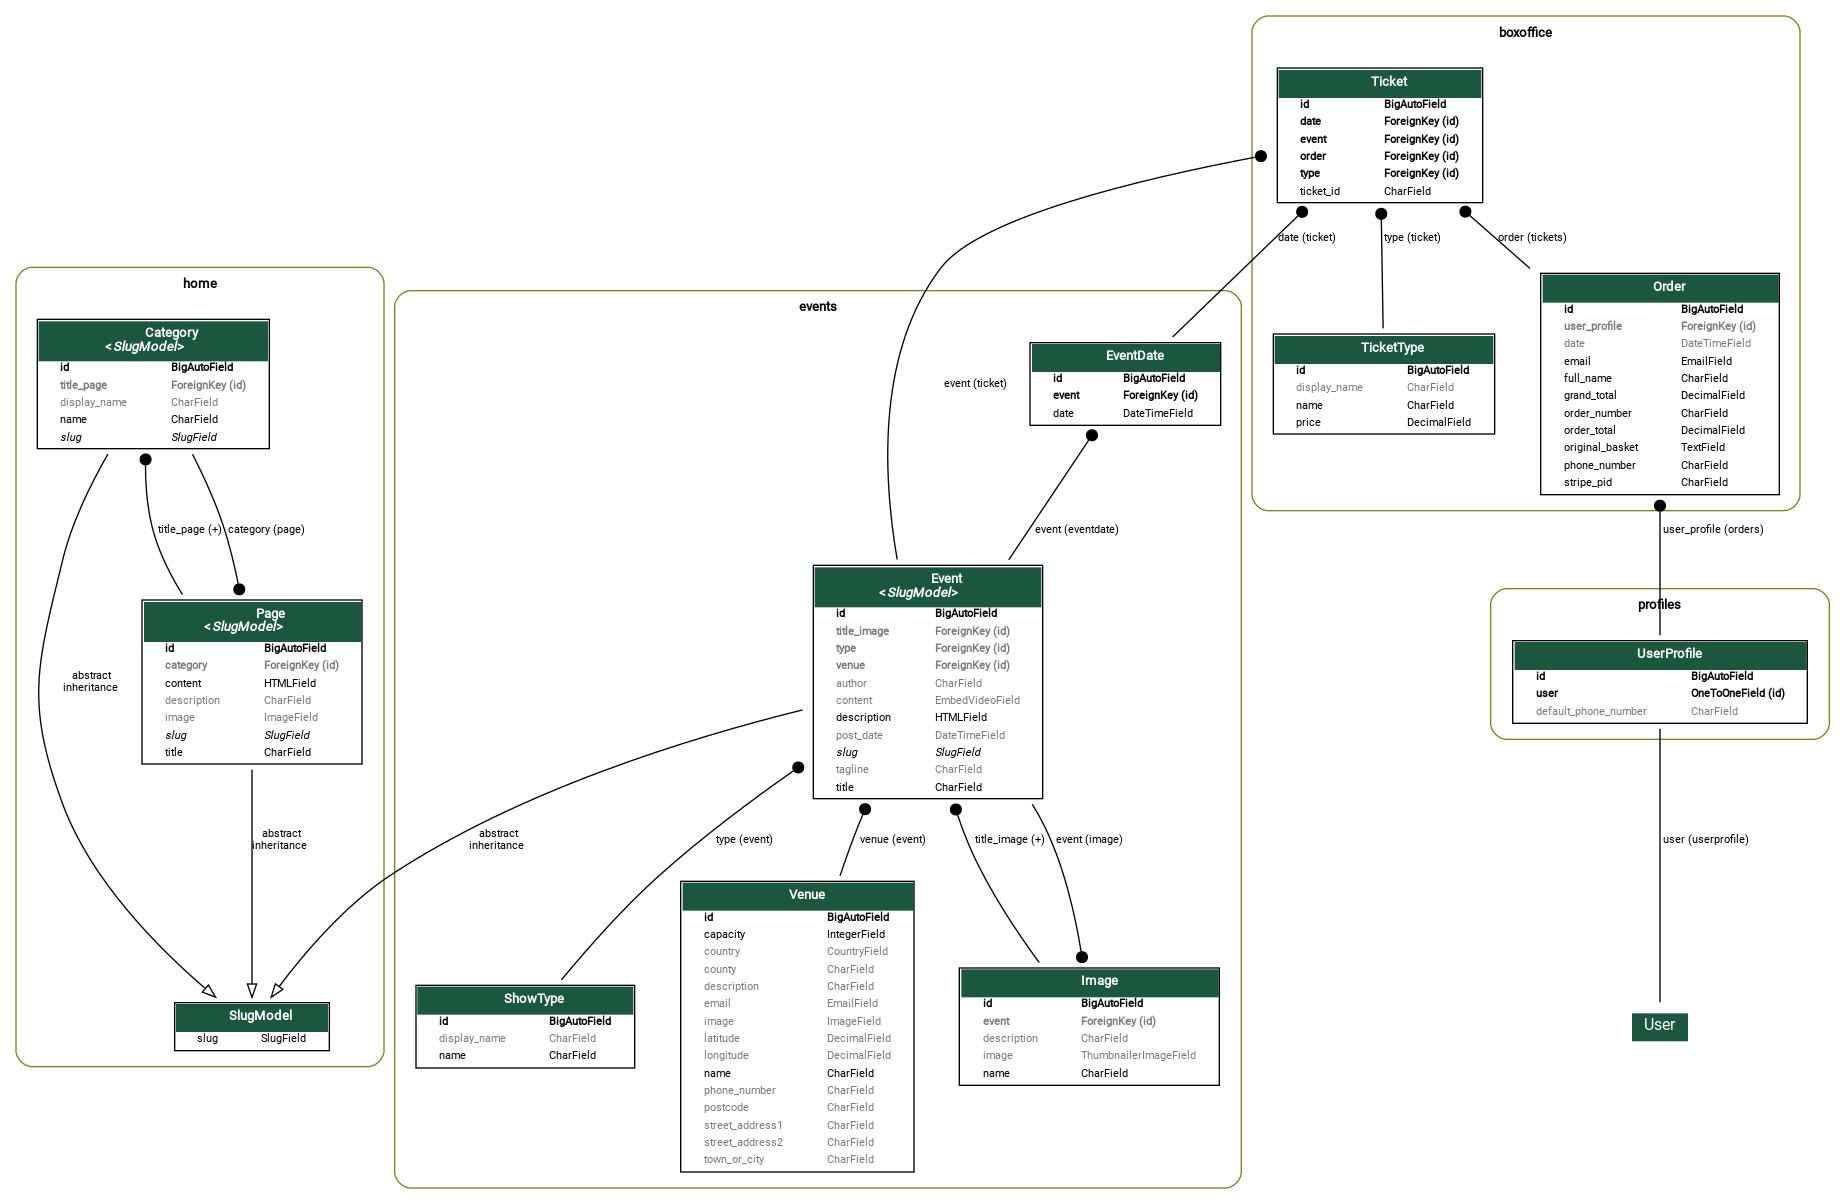 boxoffice
Ticket
id BigAutoField
date ForeignKey (id)
event ForeignKey (id)
order ForeignKey (id)
type ForeignKey (id)
ticket_id CharField
date (ticket)
type (ticket)
order (tickets)
TicketType
id BigAutoField
display_name CharField
name CharField
price DecimalField
Order
id BigAutoField
user_profile ForeignKey (id)
date DateTimeField
email EmailField
full_name CharField
grand_total DecimalField
order_number CharField
order_total DecimalField
original_basket TextField
phone_number CharField
stripe_pid CharField
home
Category
<SlugModel>
id BigAutoField
title_page ForeignKey (id)
display_name CharField
name CharField
slug SlugField
title_page (+)
category (page)
Page
<SlugModel>
id BigAutoField
category ForeignKey (id)
content HTMLField
description CharField
image ImageField
slug SlugField
title CharField
abstract
inheritance
abstract
inheritance
SlugModel
slug SlugField
events
EventDate
id BigAutoField
event ForeignKey (id)
date DateTimeField
event (ticket)
event (eventdate)
Event
<SlugModel>
id BigAutoField
title_image ForeignKey (id)
type ForeignKey (id)
venue ForeignKey (id)
author CharField
content EmbedVideoField
description HTMLField
post_date DateTimeField
slug SlugField
tagline CharField
title CharField
abstract
inheritance
type (event)
venue (event)
title_image (+)
event (image)
ShowType
id BigAutoField
display_name CharField
name CharField
Venue
id BigAutoField
capacity IntegerField
country CountryField
county CharField
description CharField
email EmailField
image ImageField
latitude DecimalField
longitude DecimalField
name CharField
phone_number CharField
postcode CharField
street_address1 CharField
street_address2 CharField
town_or_city CharField
Image
id BigAutoField
event ForeignKey (id)
description CharField
image ThumbnailerImageField
name CharField
user_profile (orders)
profiles
UserProfile
id BigAutoField
user OneToOneField (id)
default_phone_number CharField
user (userprofile)
User